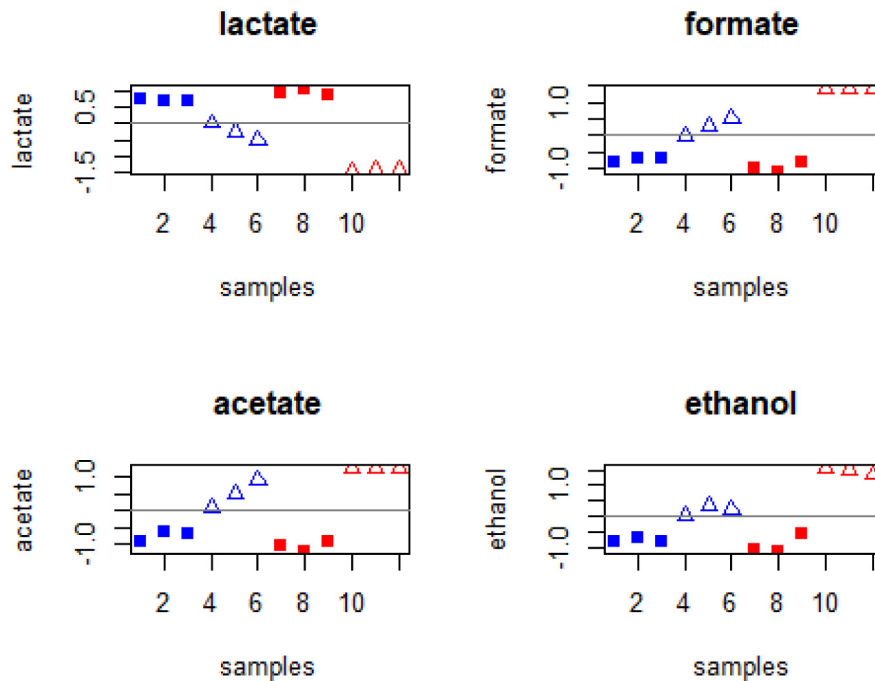 lactate
lactate
0.5
-1.5
2 4 6 8 10
samples
formate
formate
1.0
-1.0
2 4 6 8 10
samples
acetate
acetate
1.0
-1.0
2 4 6 8 10
samples
ethanol
ethanol
1.0
-1.0
2 4 6 8 10
samples